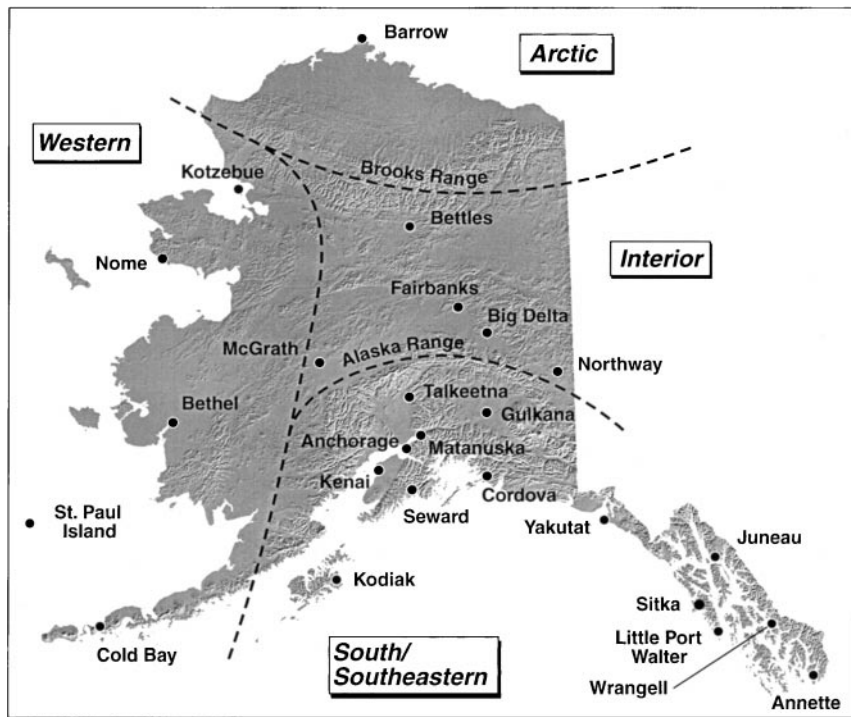 Barrow
Arctic
Western
Brooks Range
Kotzebue
Bettles
Nome
Interior
Fairbanks
Big Delta
McGrath
Alaska Range
Northway
Talkeetna
Bethel
Gulkana
Anchorage
Matanuska
Kenai
Cordova
Seward
St. Paul
Island
Yakutat
Juneau
Kodiak
Sitka
Little Port
Walter
Cold Bay
South/
Southeastern
Wrangell
Annette